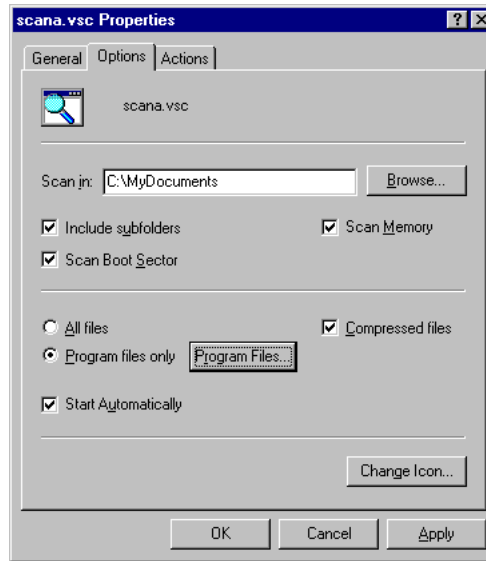 scana.vsc Properties
General Options Actions
scana.vsc
Scan in: C:\MyDocuments Browse...
Include subfolders Scan Memory
Scan Boot Sector
All files Compressed files
Program files only Program Files...
Start Automatically
Change Icon...
OK Cancel Apply